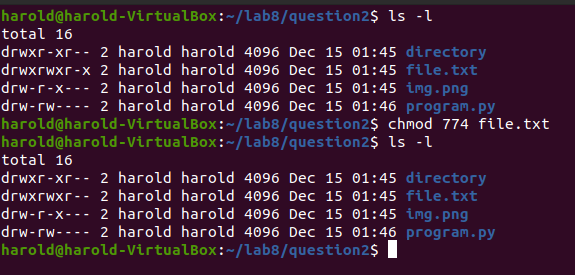 harold@harold-VirtualBox:~/lab8/question2$ ls -l
total 16
drwxr-xr-- 2 harold harold 4096 Dec 15 01:45 directory
drwxrwxr-x 2 harold harold 4096 Dec 15 01:45 file.txt
drw-r-x--- 2 harold harold 4096 Dec 15 01:45 img.png
drw-rw---- 2 harold harold 4096 Dec 15 01:46 program.py
harold@harold-VirtualBox:~/lab8/question2$ chmod 774 file.txt
harold@harold-VirtualBox:~/lab8/question2$ ls -l
total 16
drwxr-xr-- 2 harold harold 4096 Dec 15 01:45 directory
drwxrwxr-- 2 harold harold 4096 Dec 15 01:45 file.txt
drw-r-x--- 2 harold harold 4096 Dec 15 01:45 img.png
drw-rw---- 2 harold harold 4096 Dec 15 01:46 program.py
harold@harold-VirtualBox:~/lab8/question2$